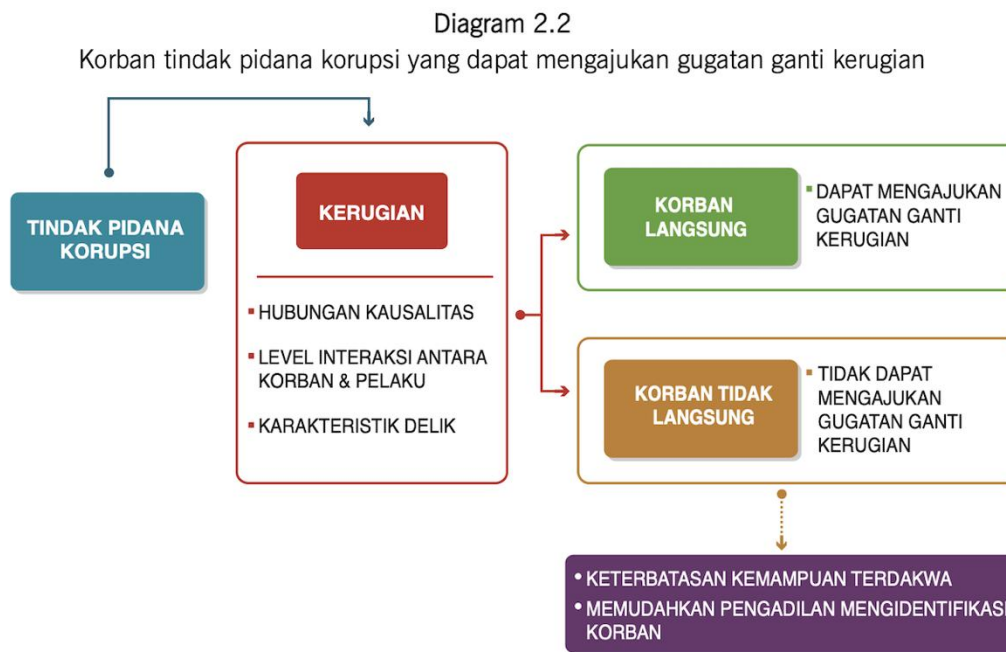 Diagram 2.2
Korban tindak pidana korupsi yang dapat mengajukan gugatan ganti kerugian
TINDAK PIDANA
KORUPSI
KERUGIAN
▪ HUBUNGAN KAUSALITAS
▪ LEVEL INTERAKSI ANTARA
KORBAN & PELAKU
▪ KARAKTERISTIK DELIK
KORBAN
LANGSUNG
▪ DAPAT MENGAJUKAN
GUGATAN GANTI
KERUGIAN
KORBAN TIDAK
LANGSUNG
▪ TIDAK DAPAT
MENGAJUKAN
GUGATAN GANTI
KERUGIAN
• KETERBATASAN KEMAMPUAN TERDAKWA
• MEMUDAHKAN PENGADILAN MENGIDENTIFIKASI
KORBAN